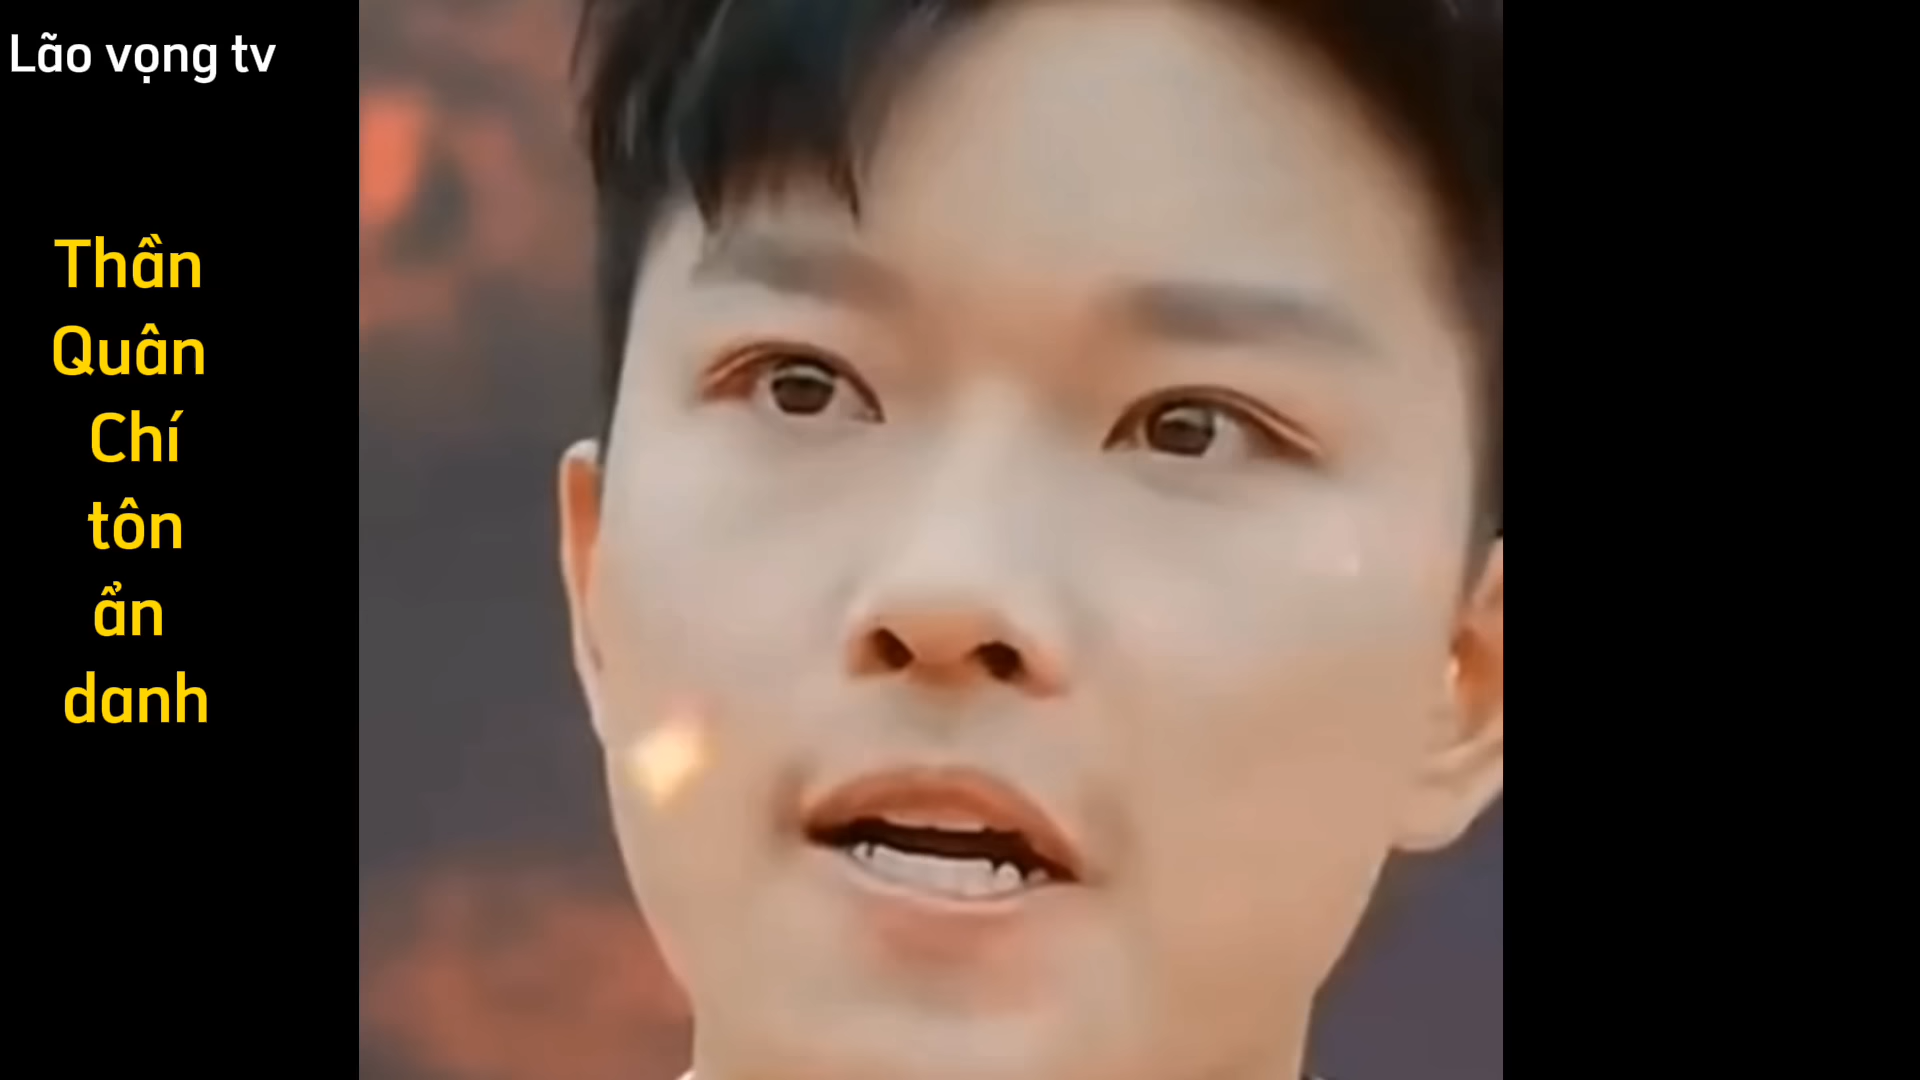 Lão vọng tv
Thần
Quân
Chí
tôn
ẩn
danh